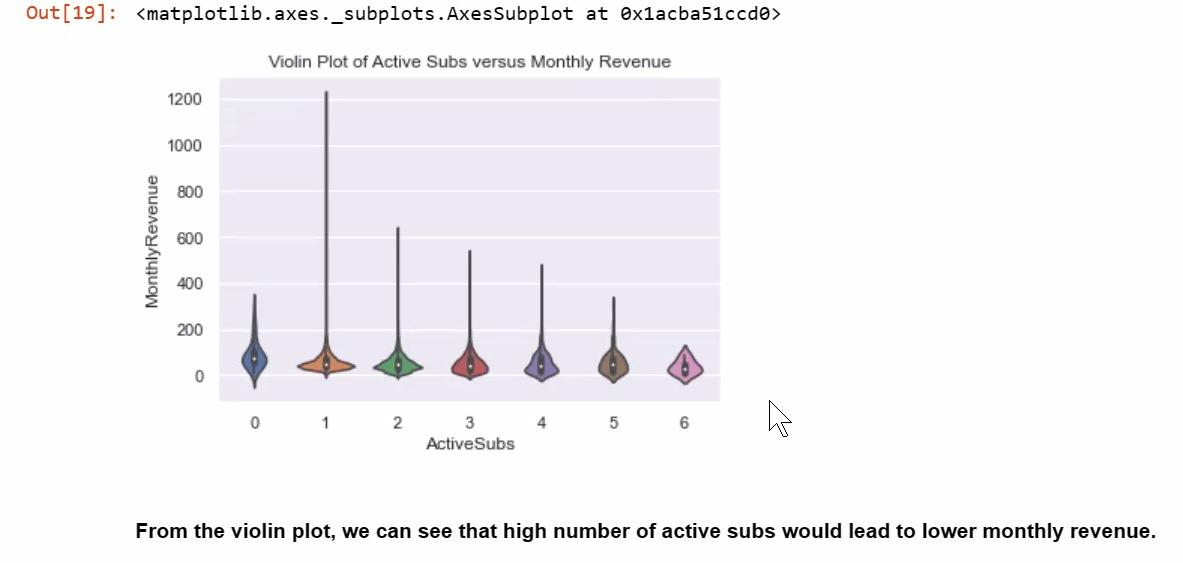 Out[19]: <matplotlib.axes._subplots.AxesSubplot at 0x1acba51ccd0>
Violin Plot of Active Subs versus Monthly Revenue
1200
1000
800
600
400
200
0
MonthlyRevenue
0 1 2 3 4 5 6
ActiveSubs
From the violin plot, we can see that high number of active subs would lead to lower monthly revenue.